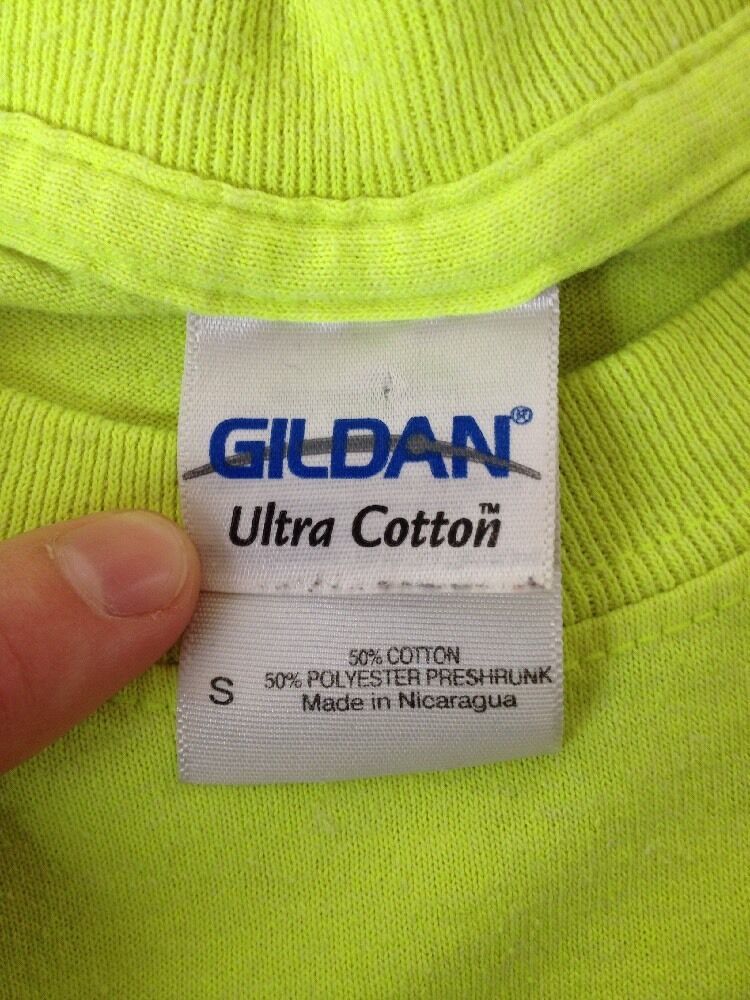 GILDAN®
Ultra Cotton™
50% COTTON
S 50% POLYESTER PRESHRUNK
Made in Nicaragua